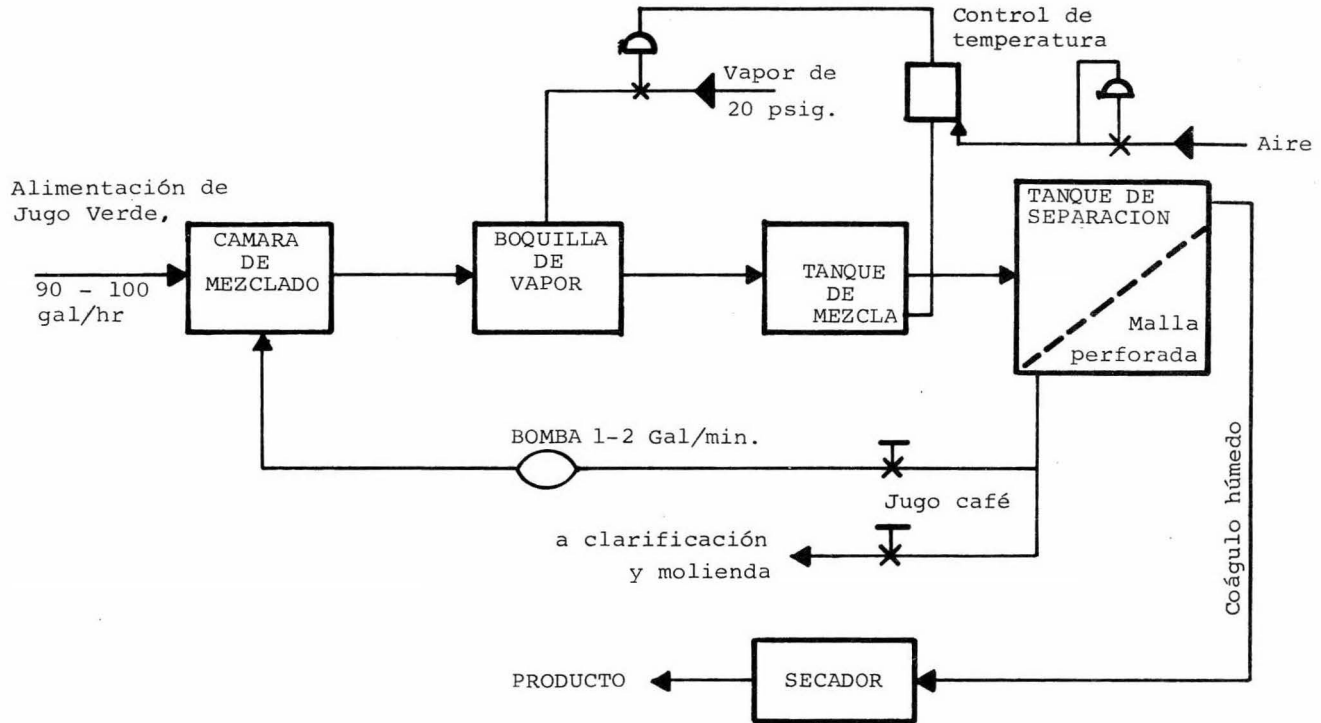 Control de
temperatura
Vapor de
20 psig.
Aire
Alimentación de
Jugo Verde,
90 - 100
gal/hr
CAMARA
DE
MEZCLADO
BOQUILLA
DE
VAPOR
TANQUE
DE
MEZCLA
TANQUE DE
SEPARACION
Malla
perforada
BOMBA 1-2 Gal/min.
Jugo café
a clarificación
y molienda
Coágulo húmedo
PRODUCTO
SECADOR